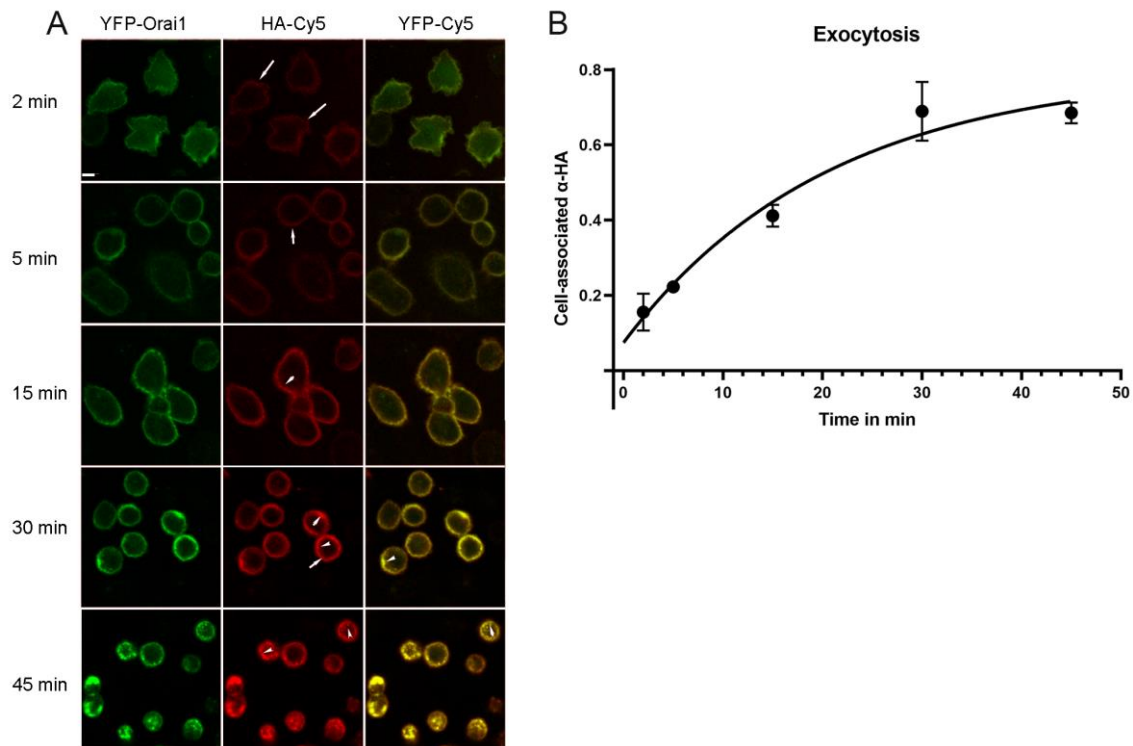 A
YFP-Orai1 HA-Cy5 YFP-Cy5
2 min
5 min
15 min
30 min
45 min
B
Exocytosis
Cell-associated α-HA
0.8
0.6
0.4
0.2
0 10 20 30 40 50
Time in min